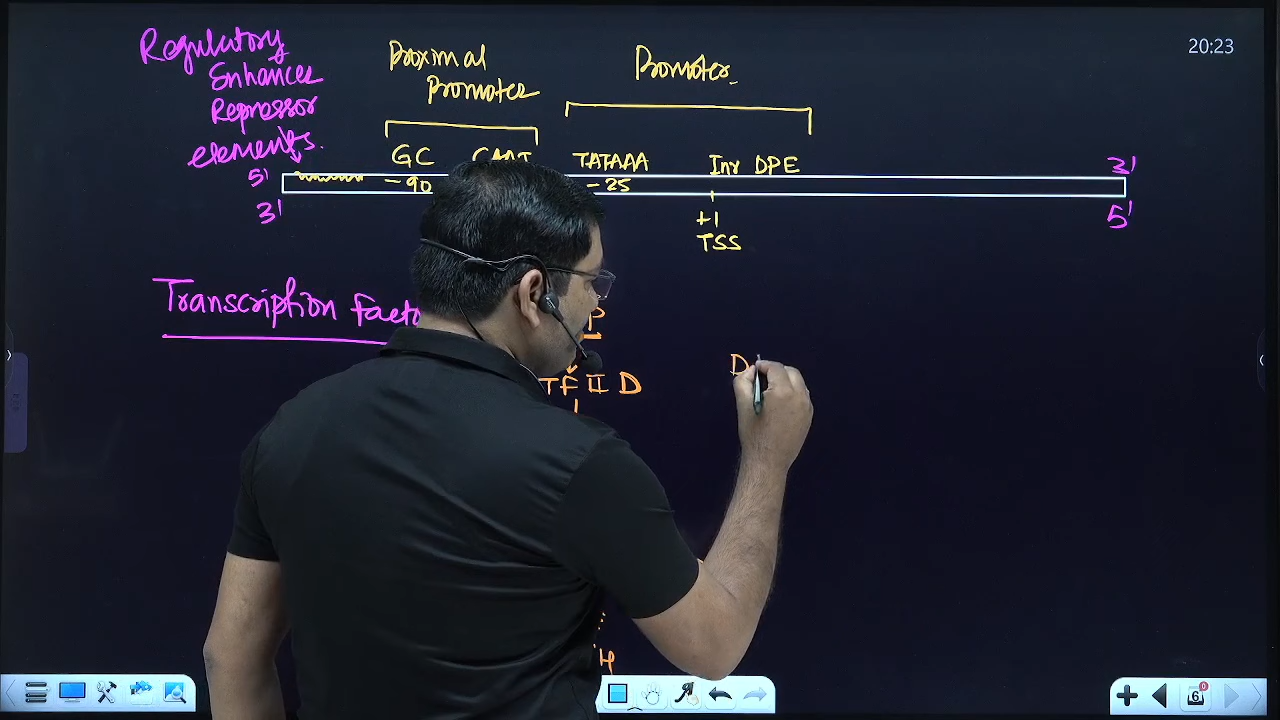 20:23
Regulatory
Enhancer
Repressor
elements.
Proximal
Promoter
Promoter
GC
TATAAA
Inr DPE
5'
3'
-90
-25
3'
5'
+1
TSS
Transcription
TF II D
D
H